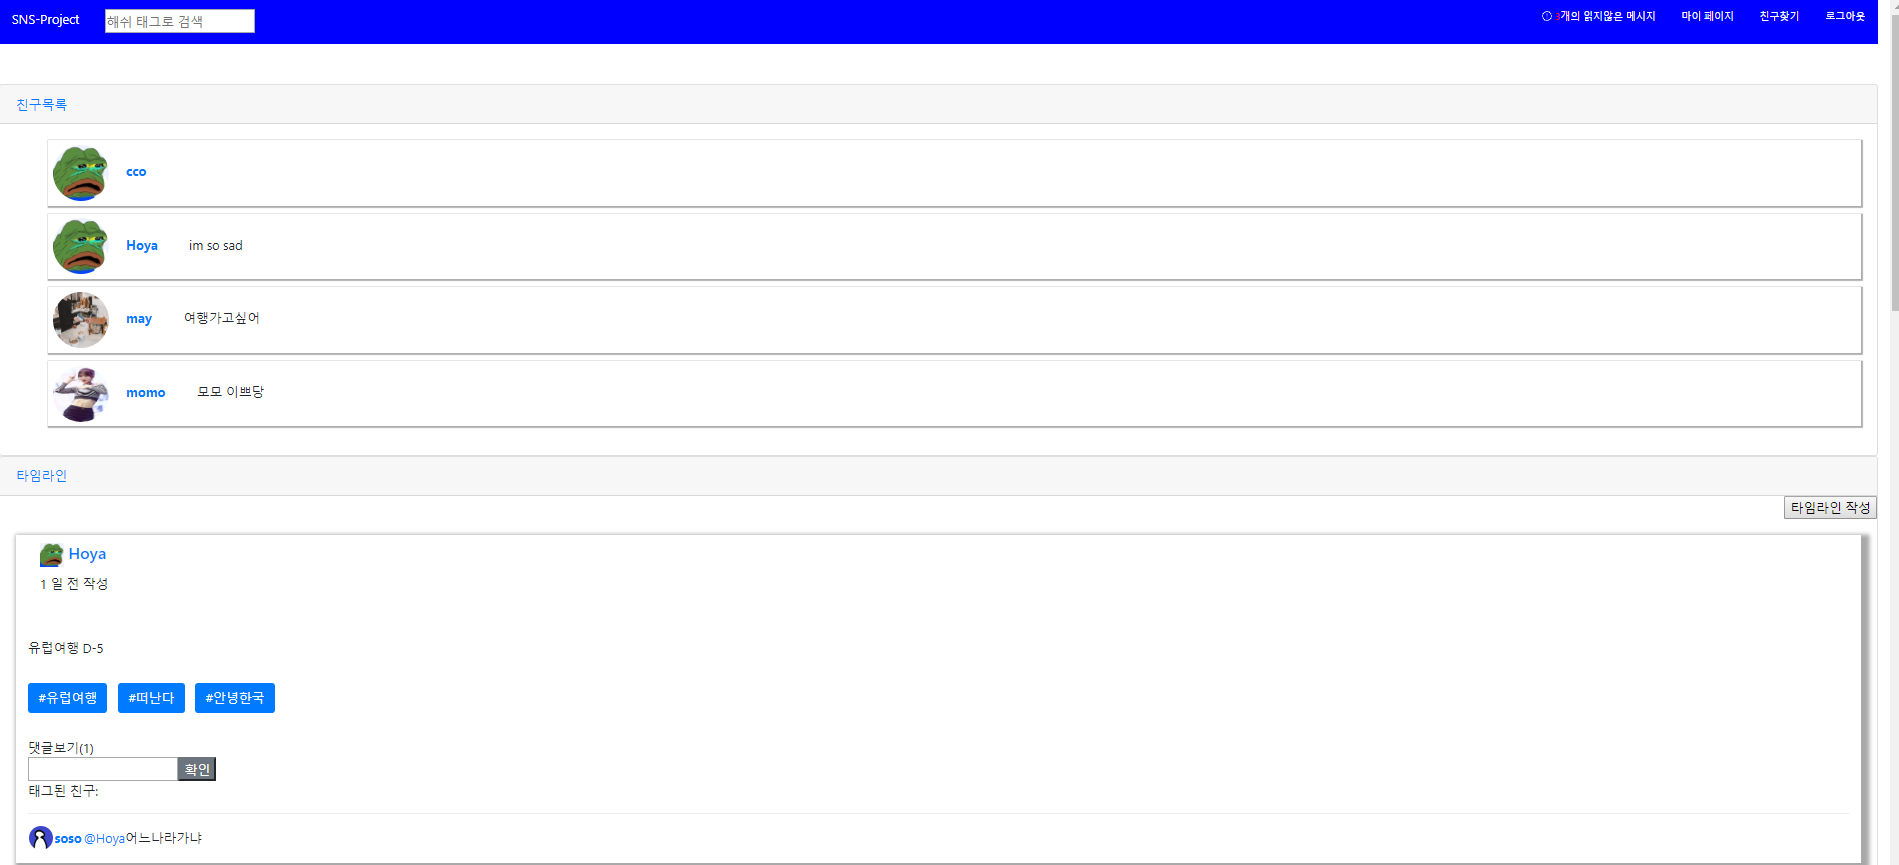 SNS-Project 해쉬 태그로 검색 3개의 읽지않은 메시지 마이 페이지 친구찾기 로그아웃
친구목록
cco
Hoya im so sad
may 여행가고싶어
momo 모모 이쁘당
타임라인
타임라인 작성
Hoya
1 일 전 작성
유럽여행 D-5
#유럽여행 #떠난다 #안녕한국
댓글보기(1)
확인
태그된 친구:
soso @Hoya어느나라가냐